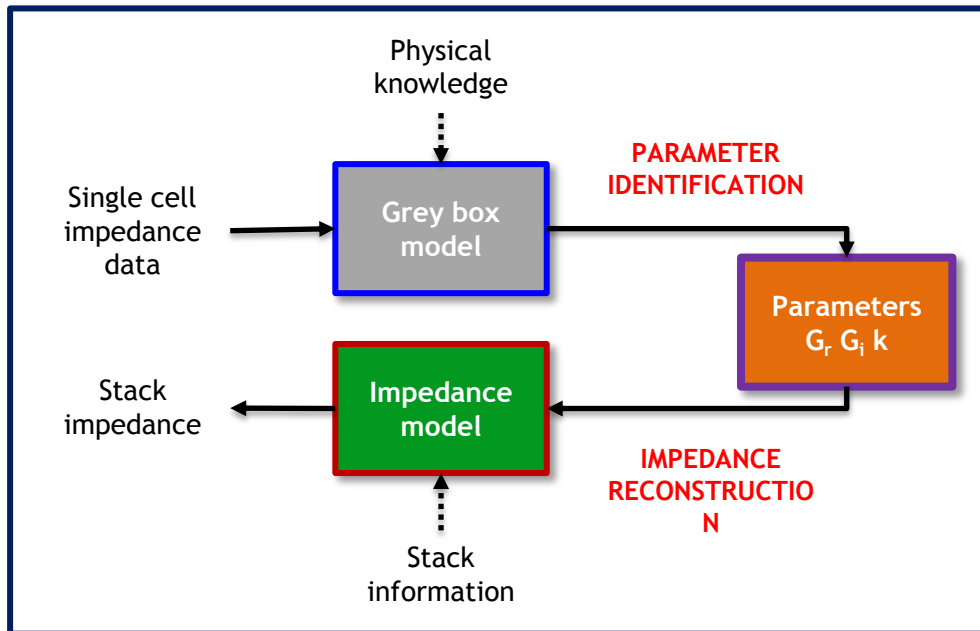 Physical
knowledge
PARAMETER
IDENTIFICATION
Single cell
impedance
data
Grey box
model
Parameters
Gr Gi k
Stack
impedance
Impedance
model
IMPEDANCE
RECONSTRUCTIO
N
Stack
information